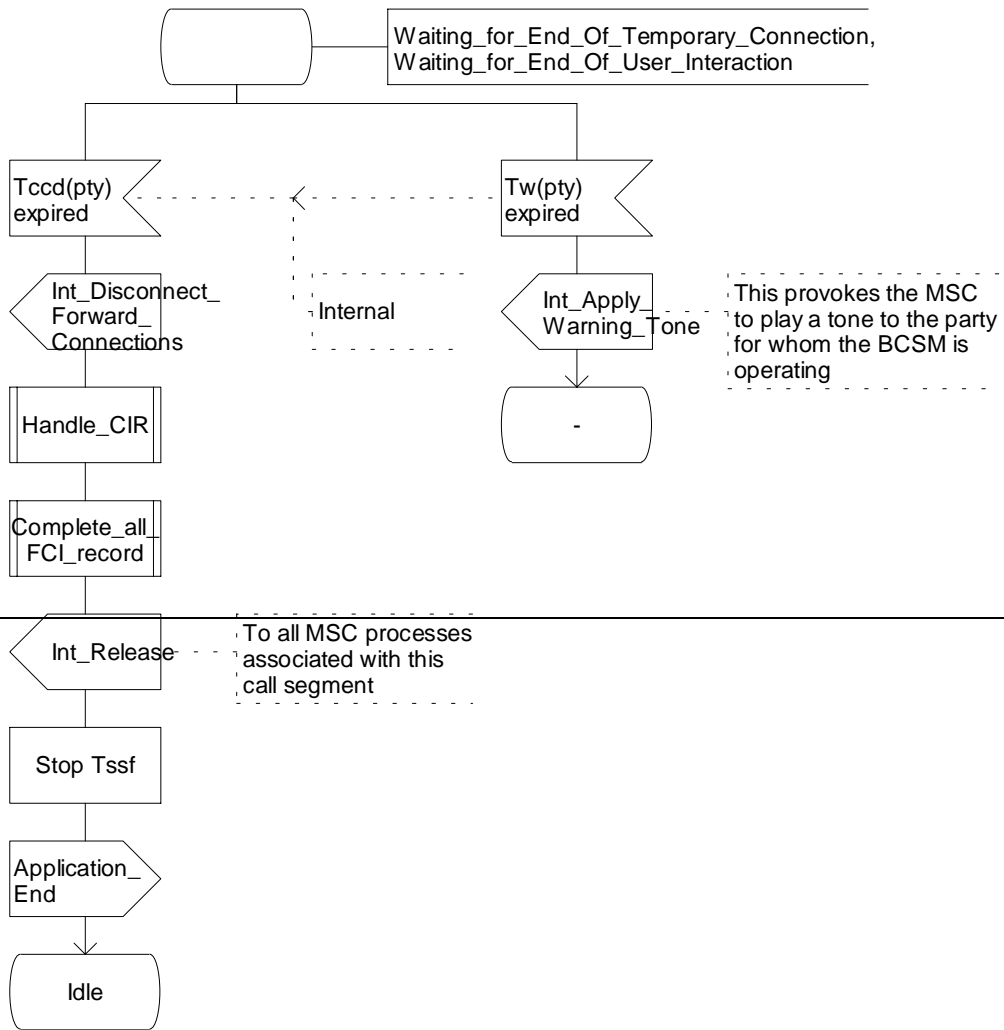 Waiting_for_End_Of_Temporary_Connection,
Waiting_for_End_Of_User_Interaction
Tccd(pty)
expired
Tw(pty)
expired
Int_Disconnect_
Forward_
Connections
Internal
Int_Apply_
Warning_Tone
This provokes the MSC
to play a tone to the party
for whom the BCSM is
operating
Handle_CIR
-
Complete_all_
FCI_record
Int_Release
To all MSC processes
associated with this
call segment
Stop Tssf
Application_
End
Idle